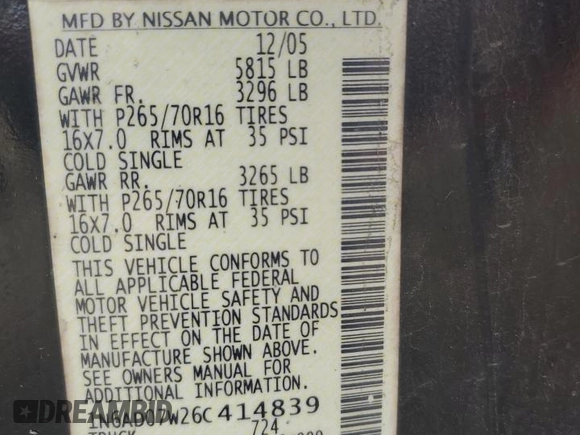 MFD BY NISSAN MOTOR CO., LTD.
DATE 12/05
GVWR 5815 LB
GAWR FR. 3296 LB
WITH P265/70R16 TIRES
16X7.0 RIMS AT 35 PSI
COLD SINGLE
GAWR RR. 3265 LB
WITH P265/70R16 TIRES
16X7.0 RIMS AT 35 PSI
COLD SINGLE
THIS VEHICLE CONFORMS TO
ALL APPLICABLE FEDERAL
MOTOR VEHICLE SAFETY AND
THEFT PREVENTION STANDARDS
IN EFFECT ON THE DATE OF
MANUFACTURE SHOWN ABOVE.
SEE OWNERS MANUAL FOR
ADDITIONAL INFORMATION
1N6AD07W26C414839
TRUCK 724
DREAMBID